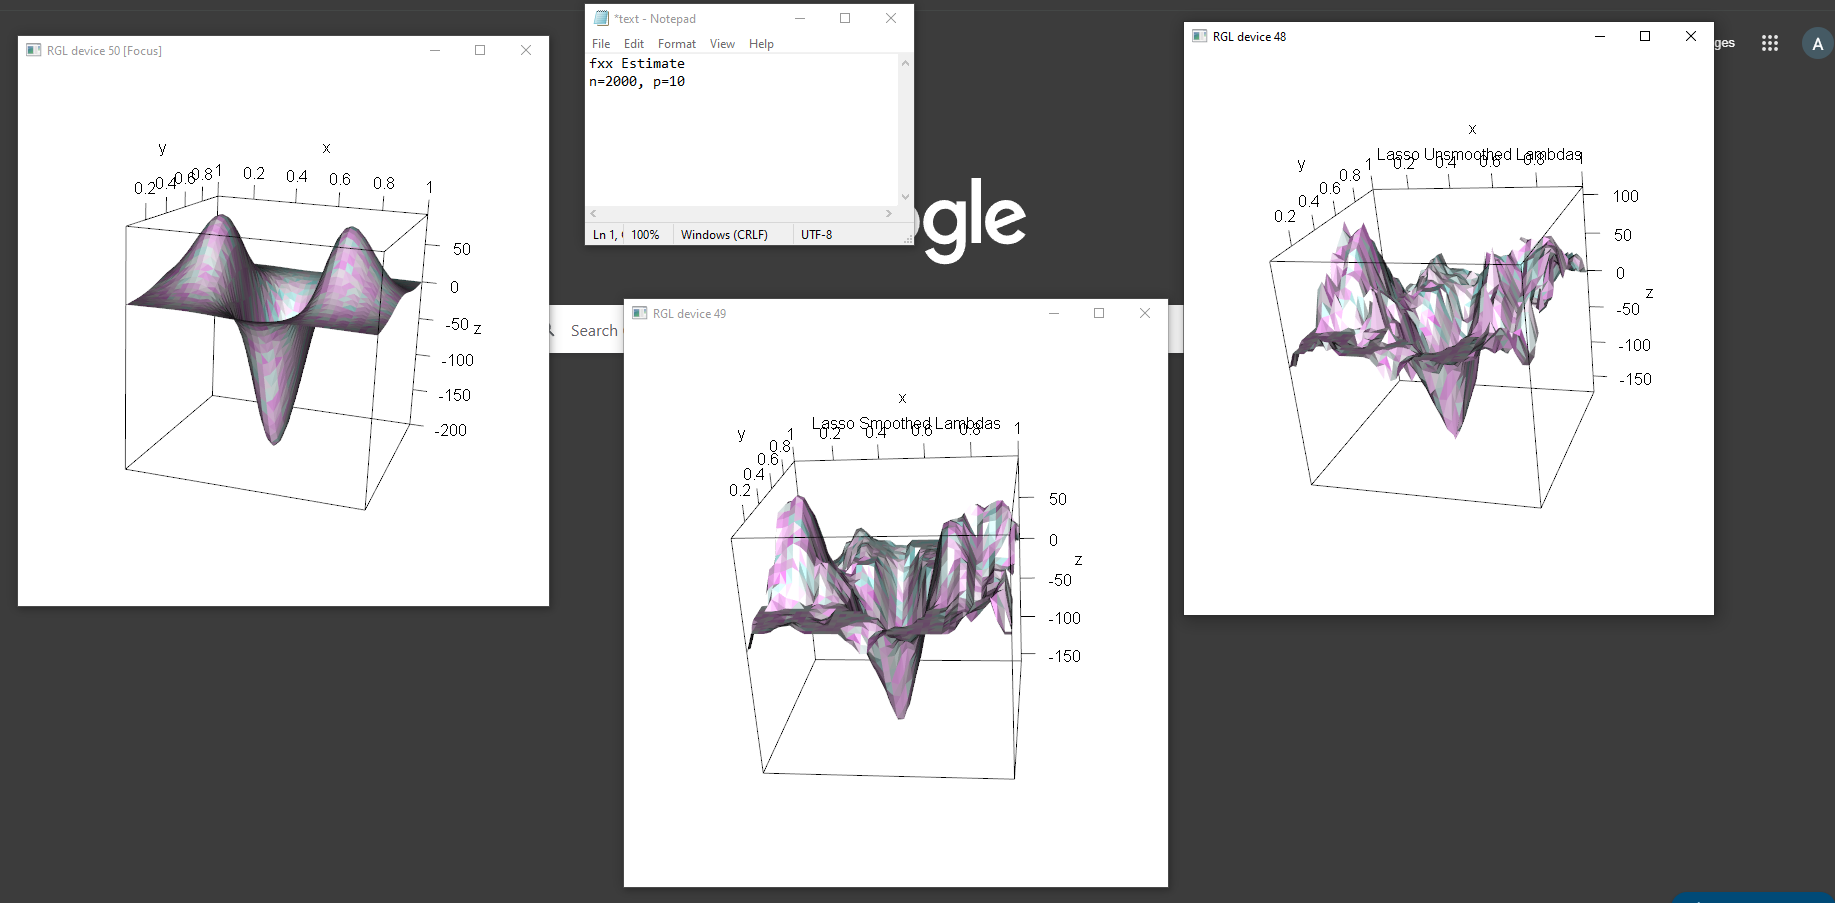 RGL device 50 [Focus]
y
x
0.2 0.4 0.6 0.8 1
0.2 0.4 0.6 0.8 1
50
0
-50
z
-100
-150
-200
*text - Notepad
File Edit Format View Help
fxx Estimate
n=2000, p=10
Ln 1, 100% Windows (CRLF) UTF-8
ogle
Search
RGL device 49
x
Lasso Smoothed Lambdas
y
0.2 0.4 0.6 0.8 1
0.2 0.4 0.6 0.8 1
50
0
z
-50
-100
-150
RGL device 48
x
Lasso Unsmoothed Lambdas
y
0.2 0.4 0.6 0.8 1
0.2 0.4 0.6 0.8 1
100
50
0
z
-50
-100
-150
ges
A